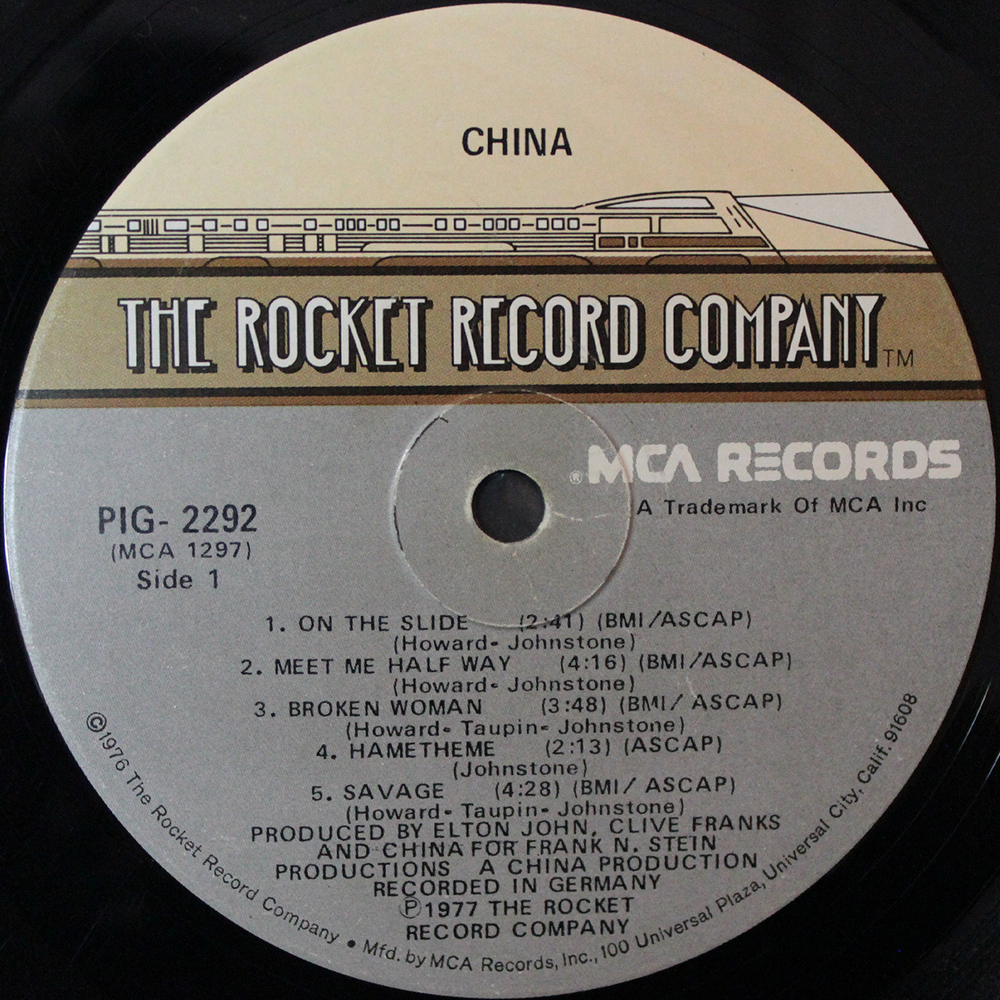 CHINA
THE ROCKET RECORD COMPANY TM
® MCA RECORDS
A Trademark Of MCA Inc
PIG- 2292
(MCA 1297)
Side 1
1. ON THE SLIDE (2:41) (BMI/ASCAP)
(Howard- Johnstone)
2. MEET ME HALF WAY (4:16) (BMI/ASCAP)
(Howard- Johnstone)
3. BROKEN WOMAN (3:48) (BMI/ ASCAP)
(Howard- Taupin- Johnstone)
4. HAMETHEME (2:13) (ASCAP)
(Johnstone)
5. SAVAGE (4:28) (BMI/ ASCAP)
(Howard- Taupin- Johnstone)
PRODUCED BY ELTON JOHN, CLIVE FRANKS
AND CHINA FOR FRANK N. STEIN
PRODUCTIONS A CHINA PRODUCTION
RECORDED IN GERMANY
℗1977 THE ROCKET
RECORD COMPANY
©1976 The Rocket Record Company • Mfd. by MCA Records, Inc., 100 Universal Plaza, Universal City, Calif. 91608